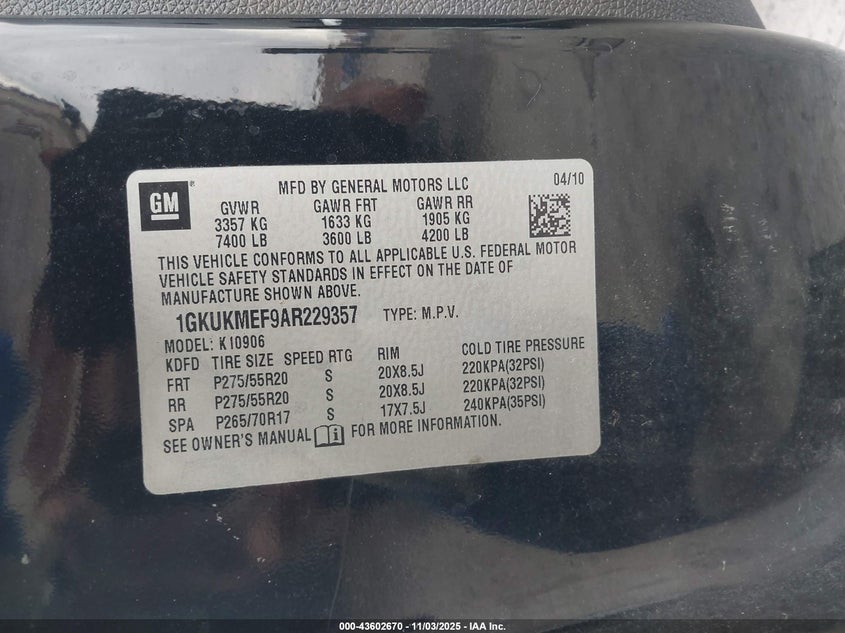 GM
MFD BY GENERAL MOTORS LLC 04/10
GVWR GAWR FRT GAWR RR
3357 KG 1633 KG 1905 KG
7400 LB 3600 LB 4200 LB
THIS VEHICLE CONFORMS TO ALL APPLICABLE U.S. FEDERAL MOTOR
VEHICLE SAFETY STANDARDS IN EFFECT ON THE DATE OF
MANUFACTURE SHOWN ABOVE.
1GKUKMEF9AR229357 TYPE: M.P.V.
MODEL: K10906
KDFD TIRE SIZE SPEED RTG RIM COLD TIRE PRESSURE
FRT P275/55R20 S 20X8.5J 220KPA(32PSI)
RR P275/55R20 S 20X8.5J 220KPA(32PSI)
SPA P265/70R17 S 17X7.5J 240KPA(35PSI)
SEE OWNER'S MANUAL FOR MORE INFORMATION.
000-43602670 - 11/03/2025 - IAA Inc.